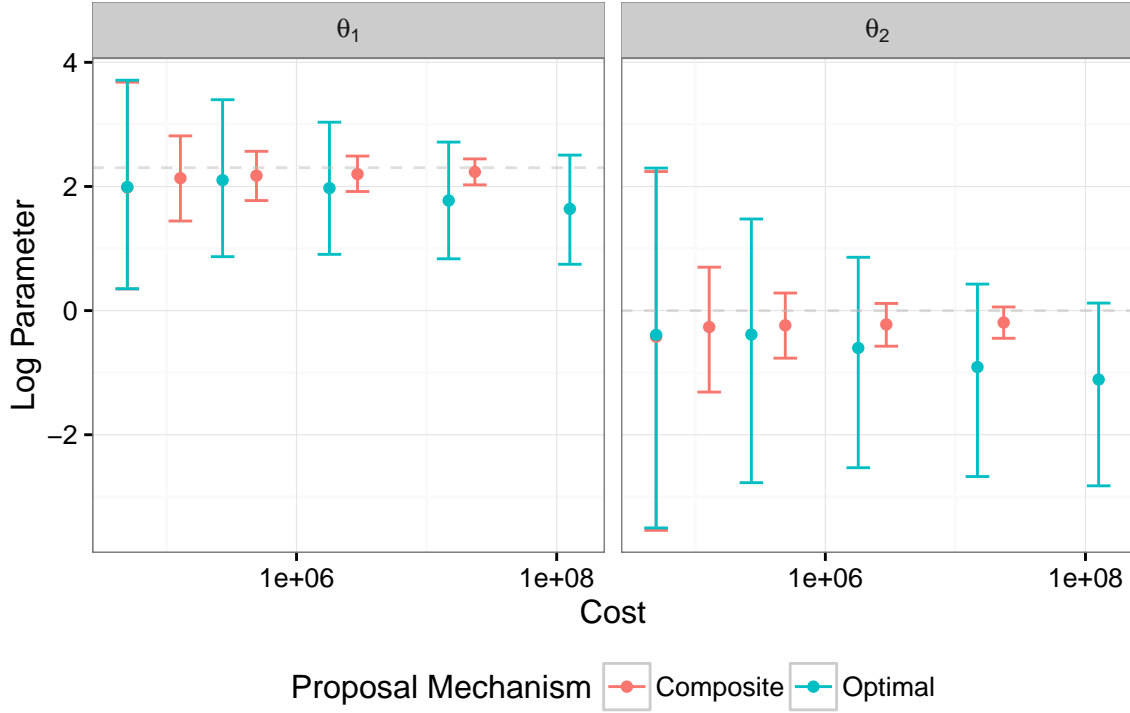 θ1 θ2
4
2
0
−2
Log Parameter
1e+06 1e+08 1e+06 1e+08
Cost
Proposal Mechanism Composite Optimal